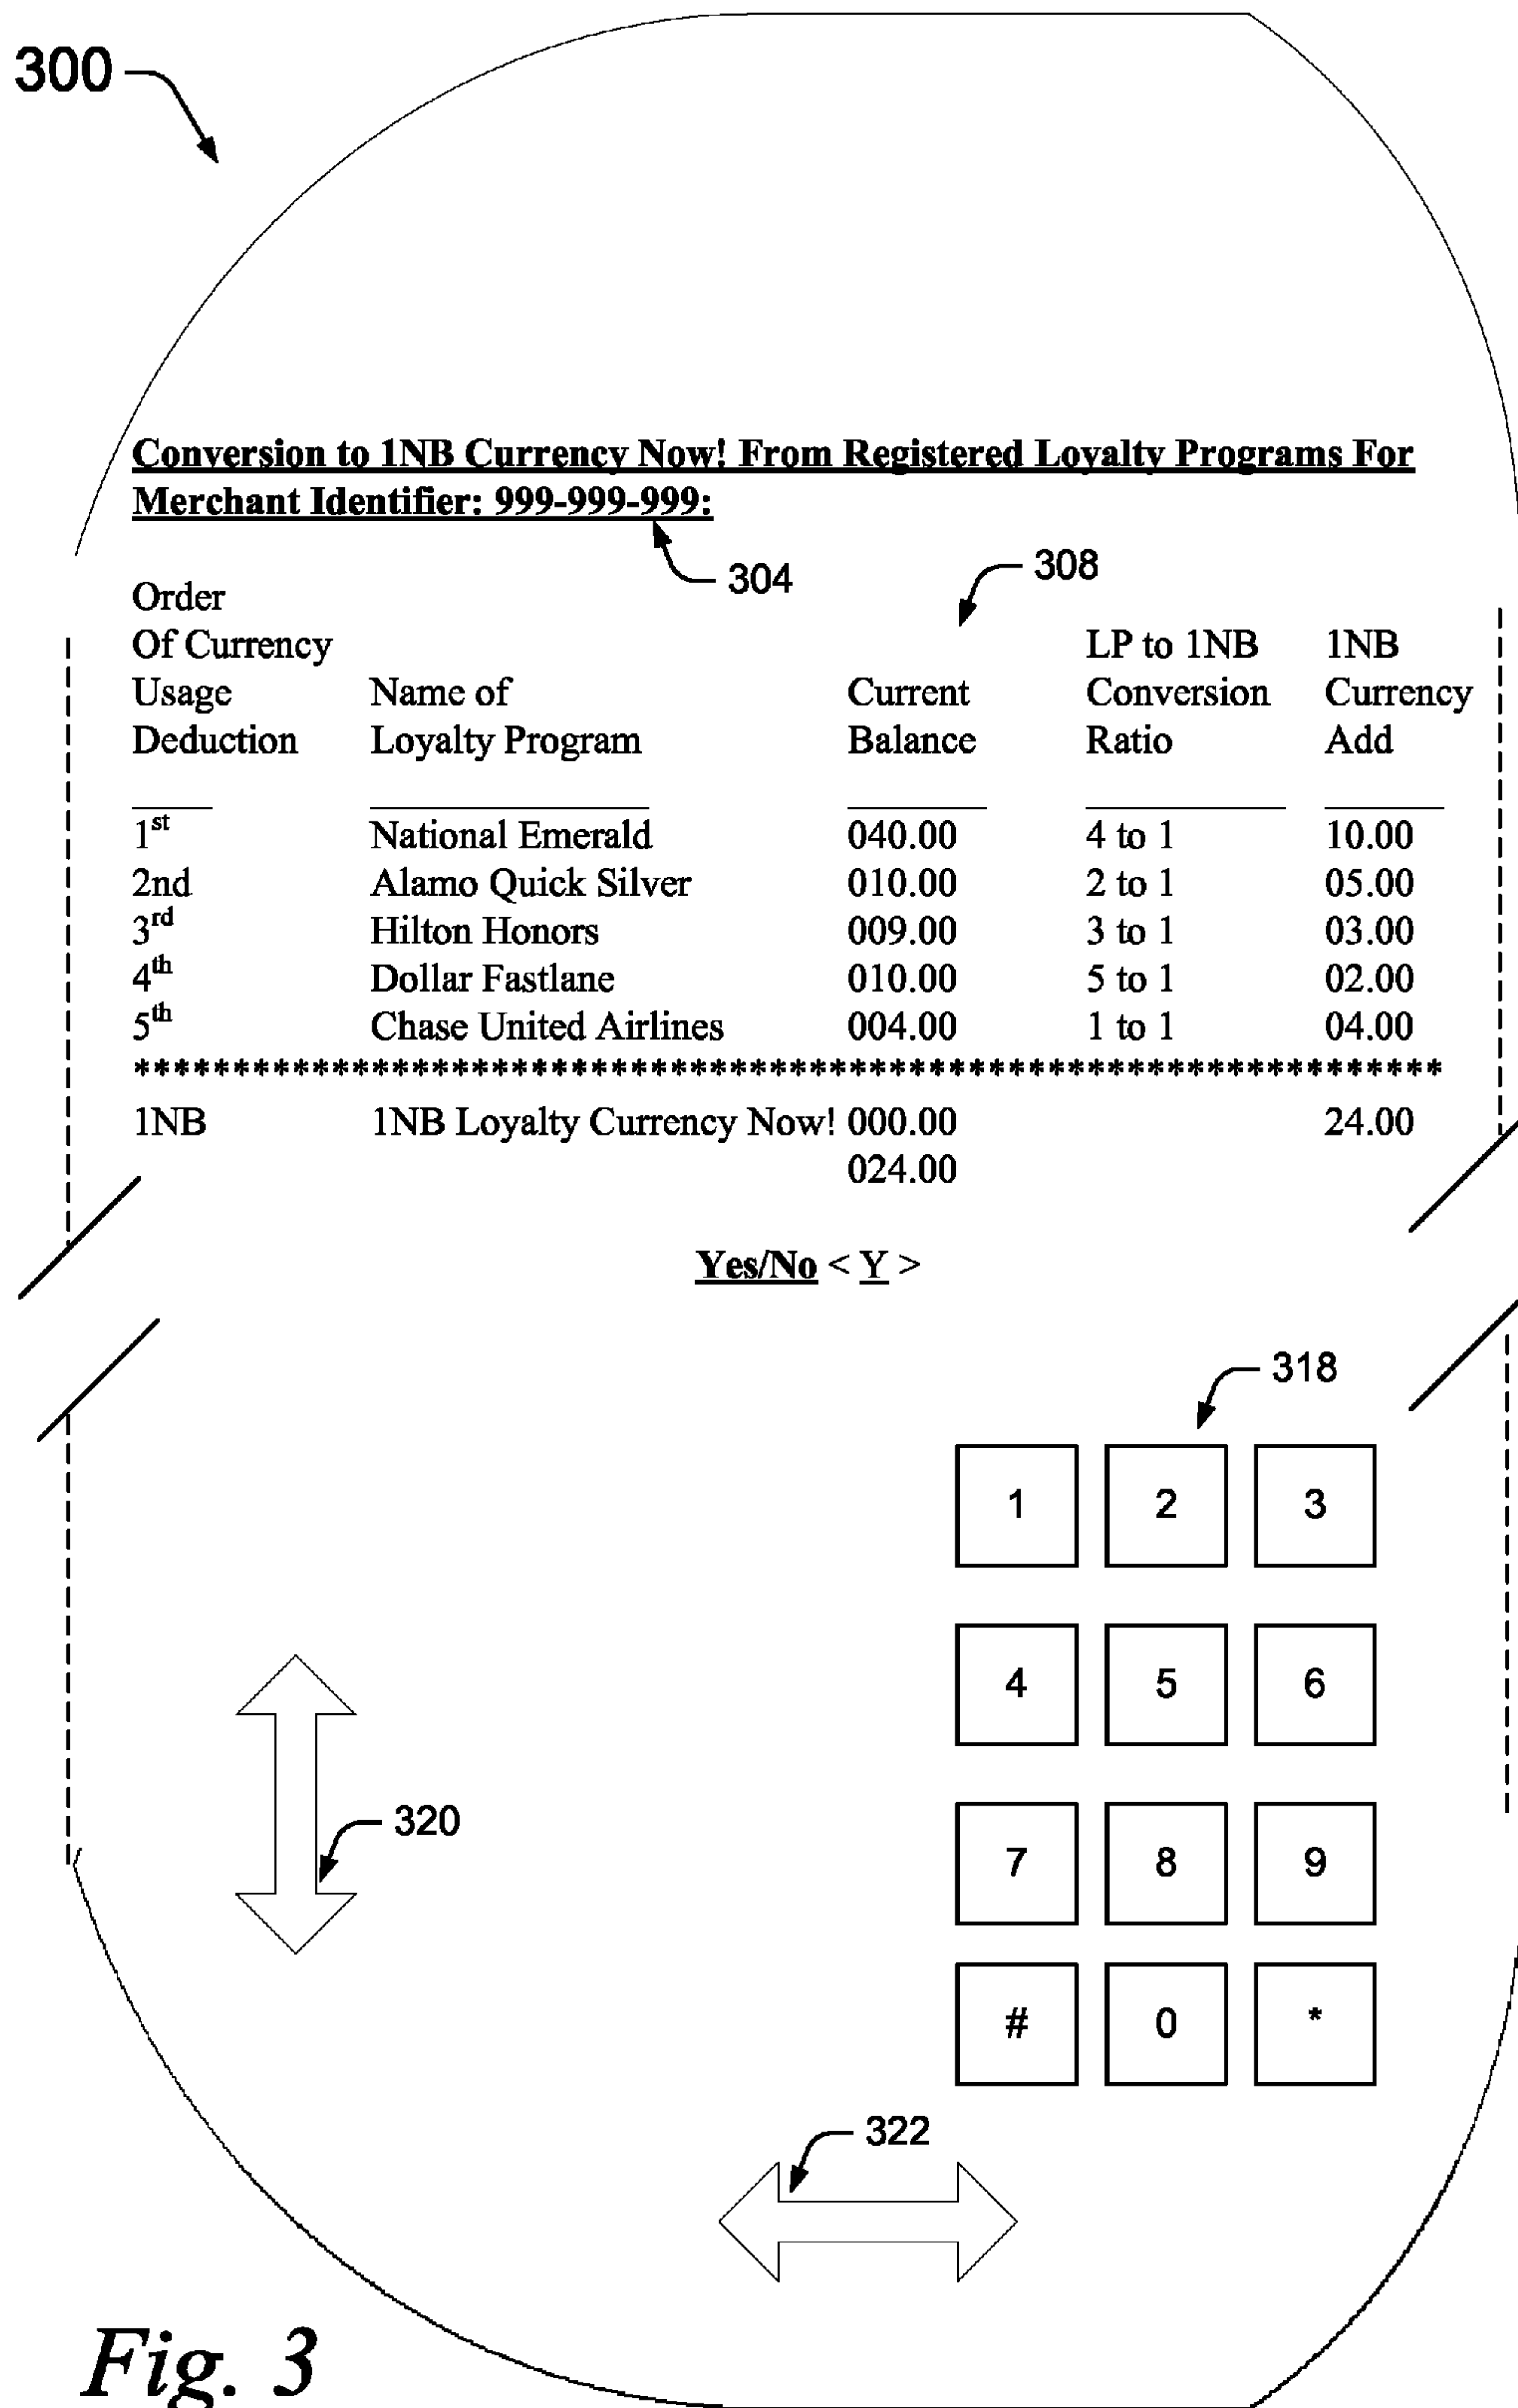 300
Conversion to 1NB Currency Now! From Registered Loyalty Programs For
Merchant Identifier: 999-999-999:
304
308
Order
Of Currency LP to 1NB 1NB
Usage Name of Current Conversion Currency
Deduction Loyalty Program Balance Ratio Add
1st National Emerald 040.00 4 to 1 10.00
2nd Alamo Quick Silver 010.00 2 to 1 05.00
3rd Hilton Honors 009.00 3 to 1 03.00
4th Dollar Fastlane 010.00 5 to 1 02.00
5th Chase United Airlines 004.00 1 to 1 04.00
******************************************************************
1NB 1NB Loyalty Currency Now! 000.00 24.00
024.00
Yes/No < Y >
318
1 2 3
4 5 6
320
7 8 9
# 0 *
322
Fig. 3